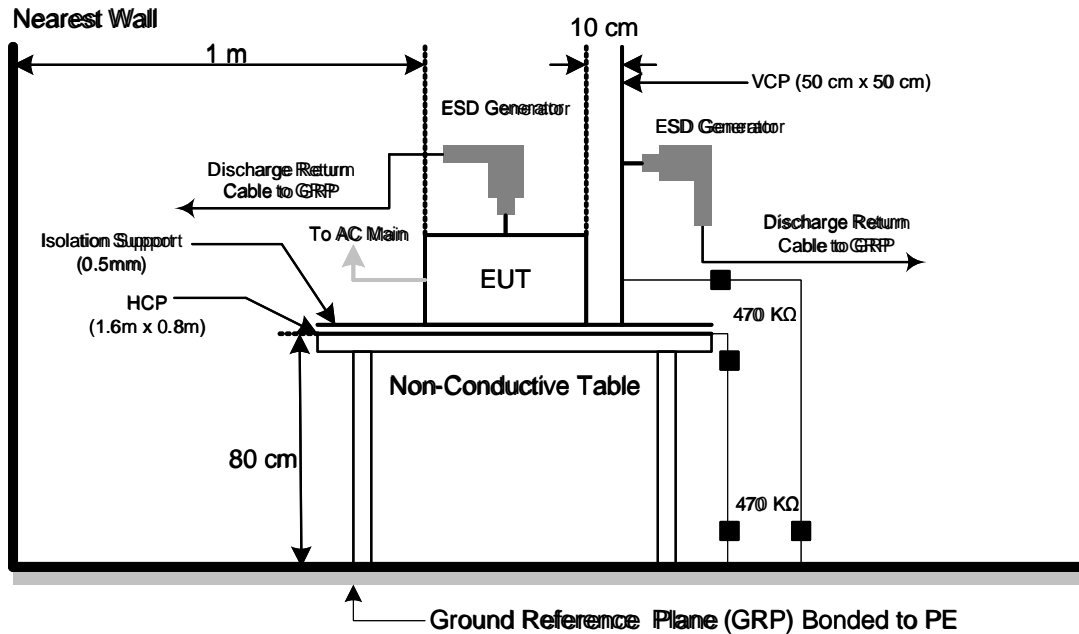 Nearest Wall
10 cm
1 m
VCP (50 cm x 50 cm)
ESD Generator
ESD Generator
Discharge Return
Cable to GRP
To AC Main
Discharge Return
Cable to GRP
Isolation Support
(0.5mm)
EUT
HCP
(1.6m x 0.8m)
470 KΩ
Non-Conductive Table
80 cm
470 KΩ
Ground Reference Plane (GRP) Bonded to PE